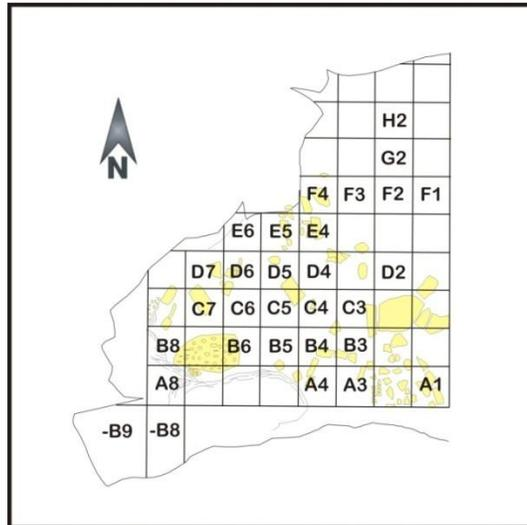 H2
G2
N
F4 F3 F2 F1
E6 E5 E4
D7 D6 D5 D4 D2
C7 C6 C5 C4 C3
B8 B6 B5 B4 B3
A8 A4 A3 A1
-B9 -B8